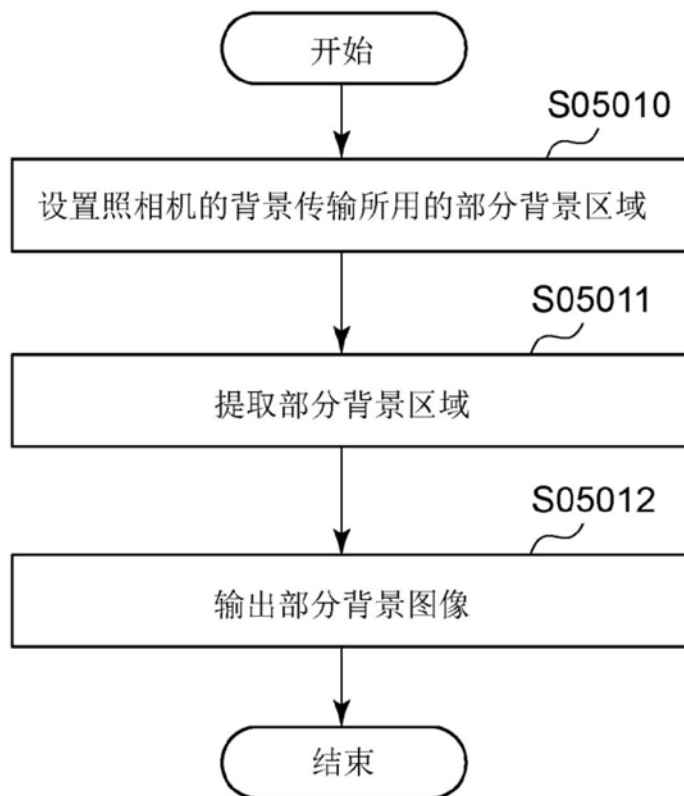 开始
S05010
设置照相机的背景传输所用的部分背景区域
S05011
提取部分背景区域
S05012
输出部分背景图像
结束